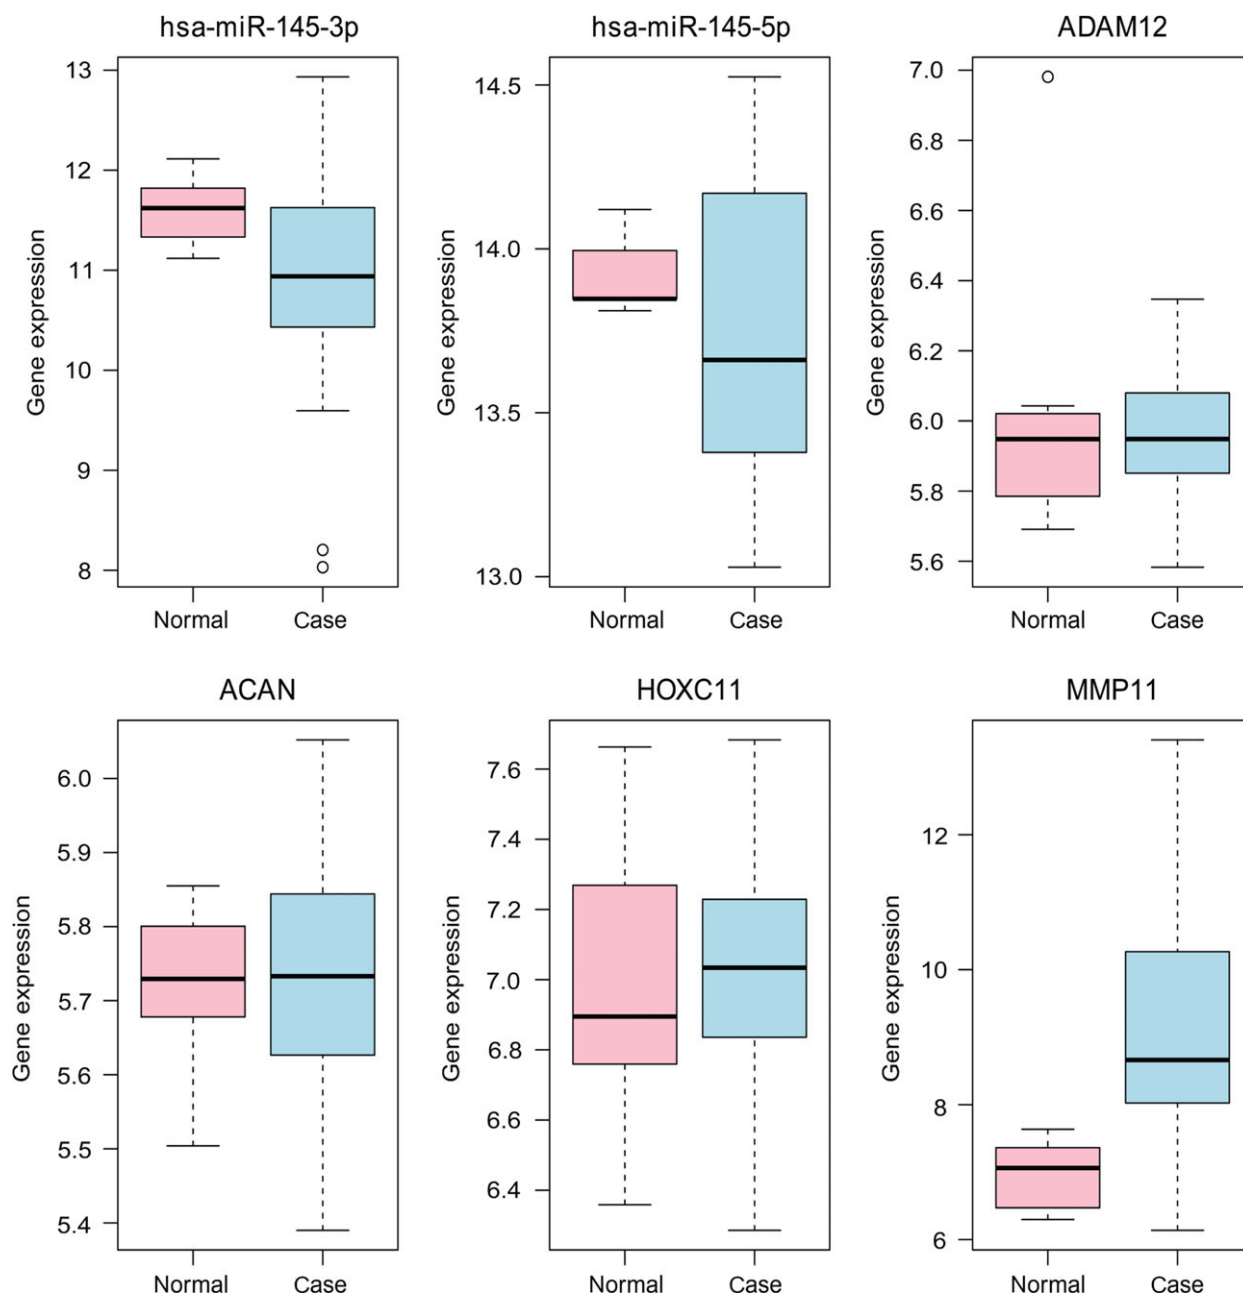 hsa-miR-145-3p
Gene expression
13
12
11
10
9
8
Normal Case
hsa-miR-145-5p
Gene expression
14.5
14.0
13.5
13.0
Normal Case
ADAM12
Gene expression
7.0
6.8
6.6
6.4
6.2
6.0
5.8
5.6
Normal Case
ACAN
Gene expression
6.0
5.9
5.8
5.7
5.6
5.5
5.4
Normal Case
HOXC11
Gene expression
7.6
7.4
7.2
7.0
6.8
6.6
6.4
Normal Case
MMP11
Gene expression
12
10
8
6
Normal Case